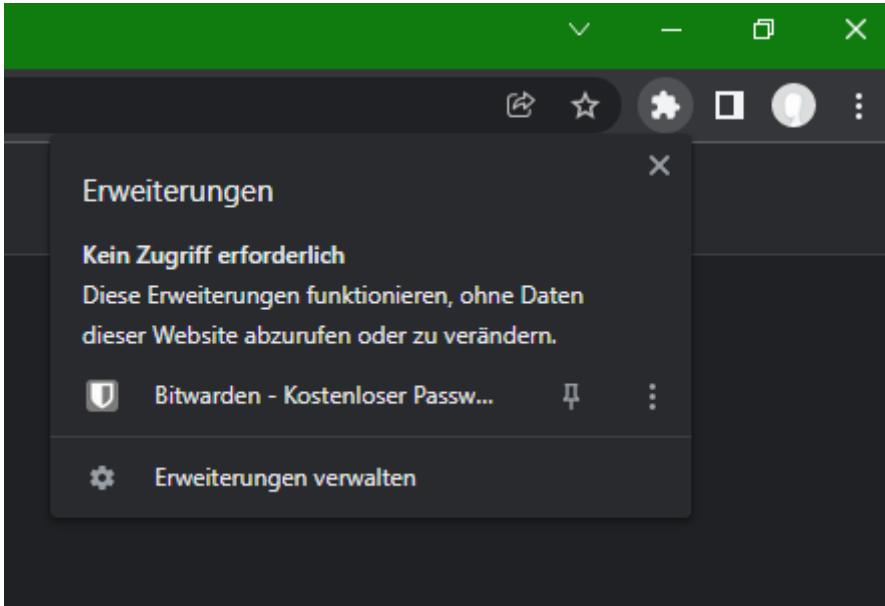 Erweiterungen
Kein Zugriff erforderlich
Diese Erweiterungen funktionieren, ohne Daten
dieser Website abzurufen oder zu verändern.
Bitwarden - Kostenloser Passw...
Erweiterungen verwalten